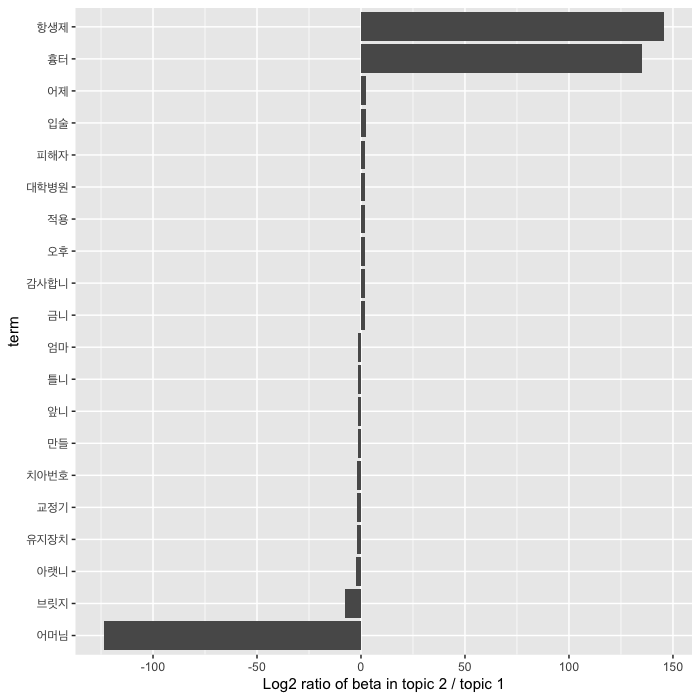 항생제
흉터
어제
입술
피해자
대학병원
적용
오후
감사합니
금니
엄마
틀니
앞니
만들
치아번호
교정기
유지장치
아랫니
브릿지
어머님
term
-100
-50
0
50
100
150
Log2 ratio of beta in topic 2 / topic 1